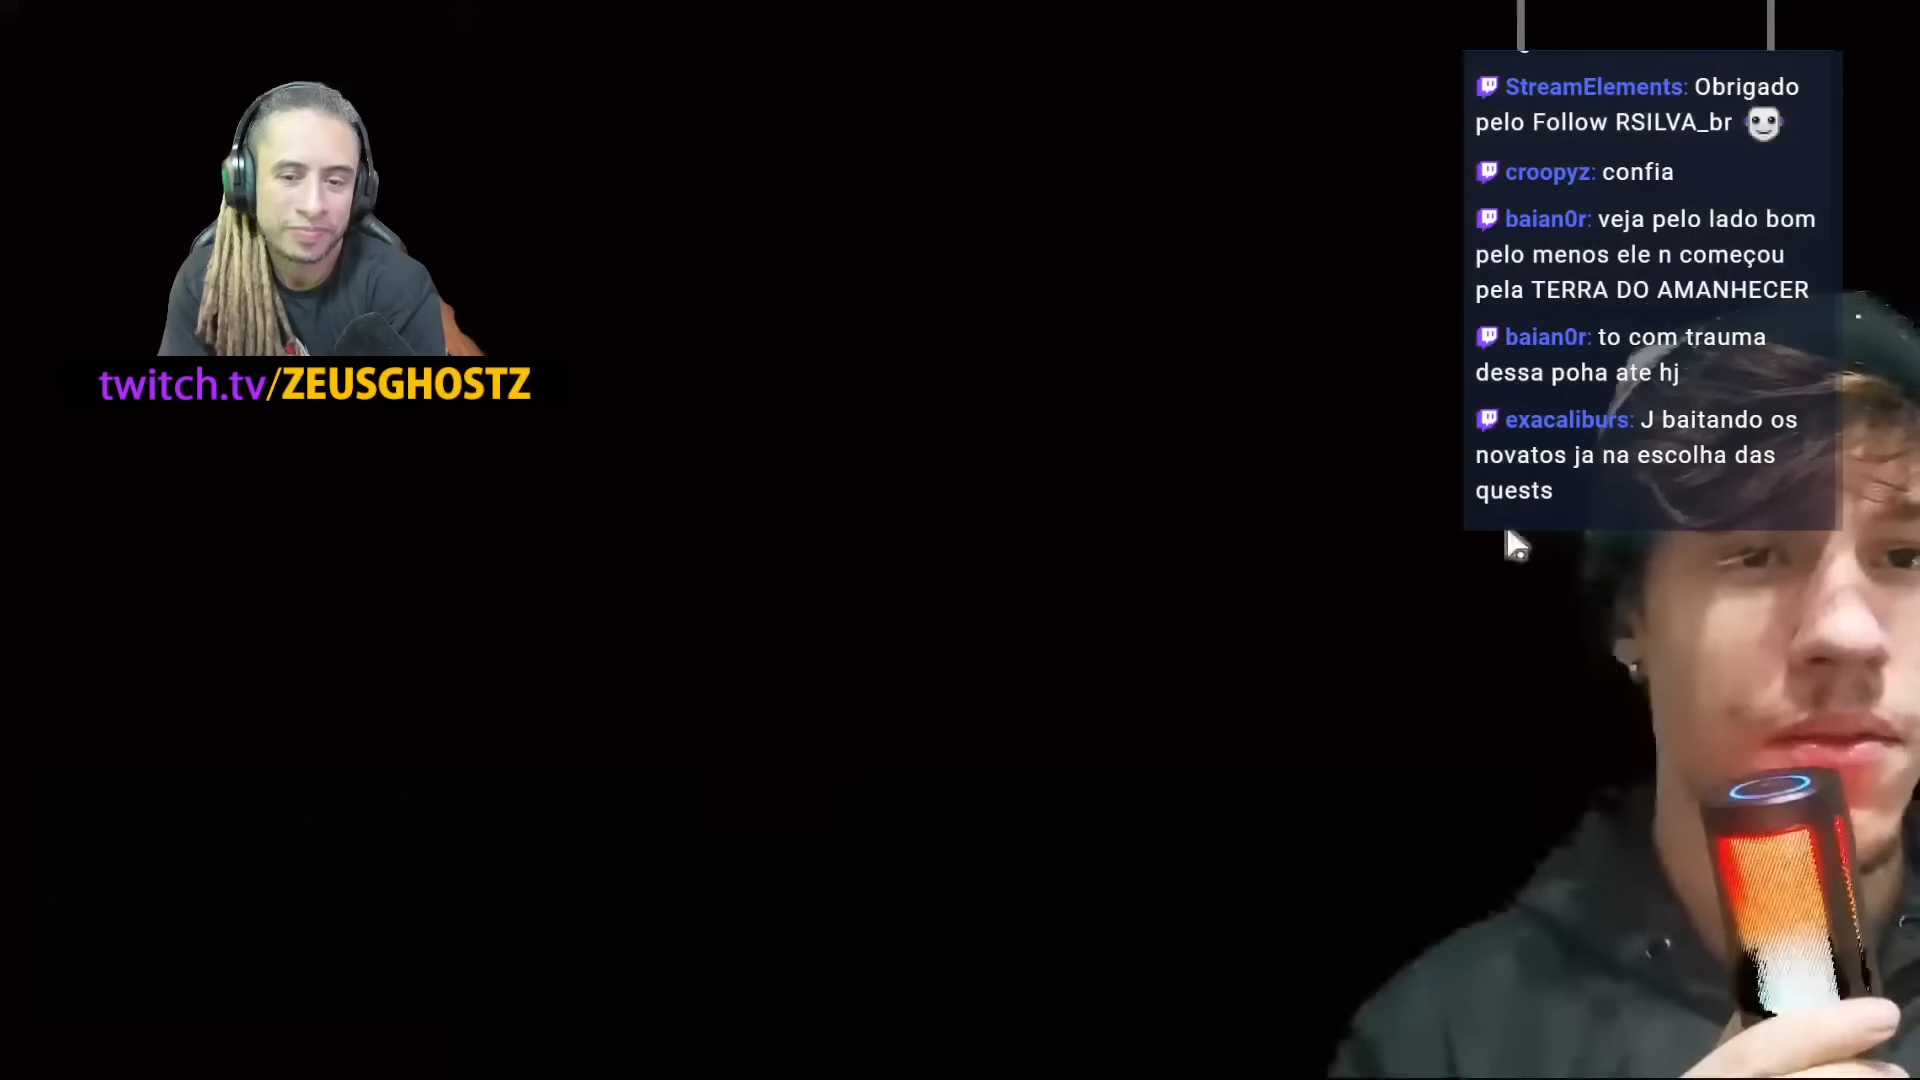 twitch.tv/ZEUSGHOSTZ
StreamElements: Obrigado
pelo Follow RSILVA_br
croopyz: confia
baian0r: veja pelo lado bom
pelo menos ele n começou
pela TERRA DO AMANHECER
baian0r: to com trauma
dessa poha ate hj
exacaliburs: J baitando os
novatos ja na escolha das
quests